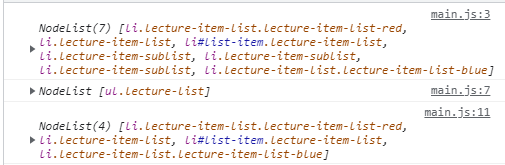 main.js:3
NodeList(7) [li.lecture-item-list.lecture-item-list-red,
li.lecture-item-list, li#list-item.lecture-item-list,
li.lecture-item-sublist, li.lecture-item-sublist,
li.lecture-item-sublist, li.lecture-item-list.lecture-item-list-blue]
NodeList [ul.lecture-list] main.js:7
main.js:11
NodeList(4) [li.lecture-item-list.lecture-item-list-red,
li.lecture-item-list, li#list-item.lecture-item-list,
li.lecture-item-list.lecture-item-list-blue]